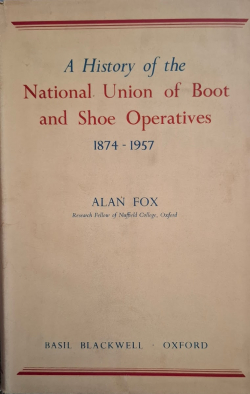 A History of the
National Union of Boot
and Shoe Operatives
1874 - 1957
ALAN FOX
Research Fellow of Nuffield College, Oxford
BASIL BLACKWELL · OXFORD